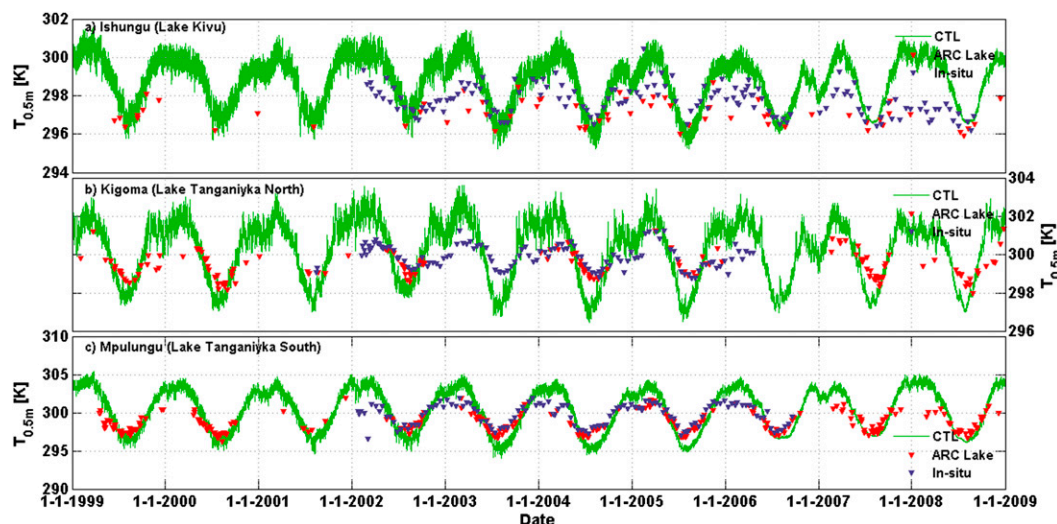 302
300
298
296
294
T0.5m [K]
a) Ishungu (Lake Kivu)
CTL
ARC Lake
In-situ
304
302
300
298
296
T0.5m [K]
b) Kigoma (Lake Tanganiyka North)
CTL
ARC Lake
In-situ
310
305
300
295
290
T0.5m [K]
c) Mpulungu (Lake Tanganiyka South)
CTL
ARC Lake
In-situ
1-1-1999 1-1-2000 1-1-2001 1-1-2002 1-1-2003 1-1-2004 1-1-2005 1-1-2006 1-1-2007 1-1-2008 1-1-2009
Date